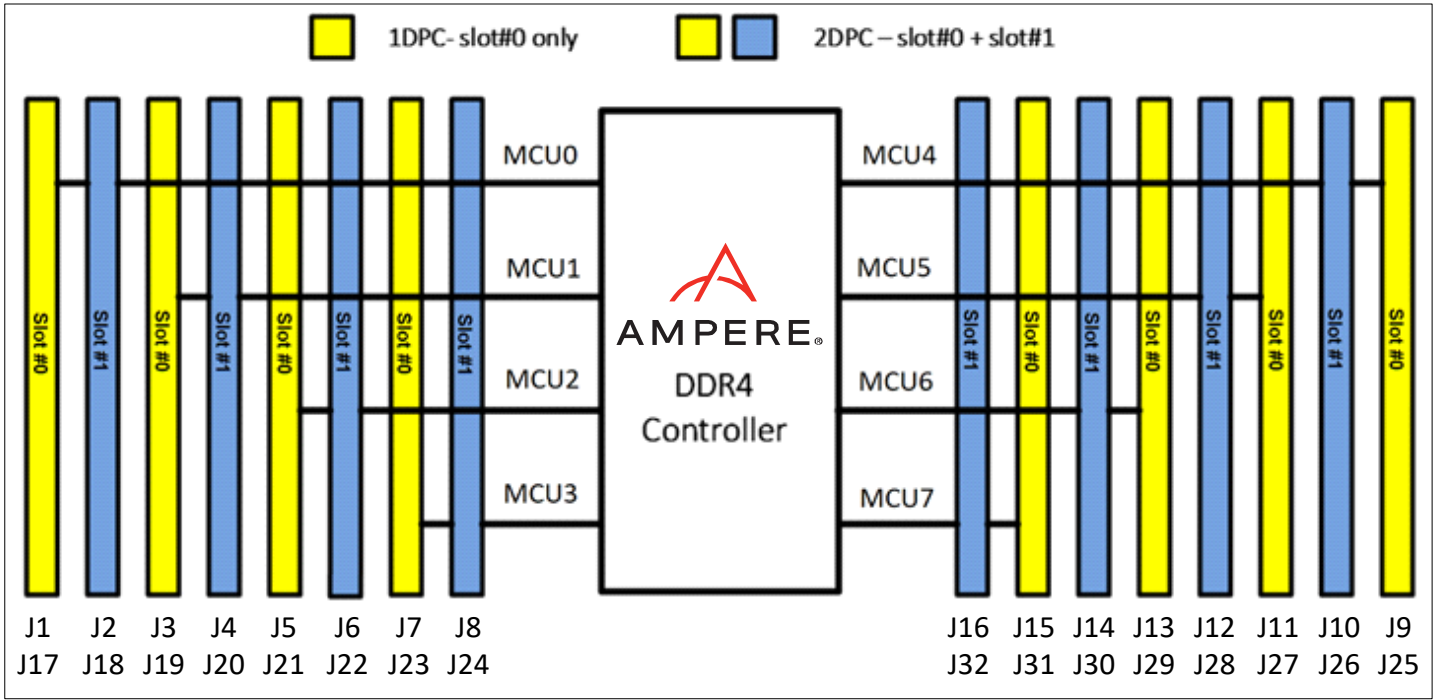 1DPC- slot#0 only
2DPC – slot#0 + slot#1
MCU0
MCU4
MCU1
MCU5
MCU2
MCU6
MCU3
MCU7
Slot #0
Slot #1
Slot #0
Slot #1
Slot #0
Slot #1
Slot #0
Slot #1
AMPERE®
DDR4
Controller
Slot #1
Slot #0
Slot #1
Slot #0
Slot #1
Slot #0
Slot #1
Slot #0
J1 J2 J3 J4 J5 J6 J7 J8 J16 J15 J14 J13 J12 J11 J10 J9
J17 J18 J19 J20 J21 J22 J23 J24 J32 J31 J30 J29 J28 J27 J26 J25